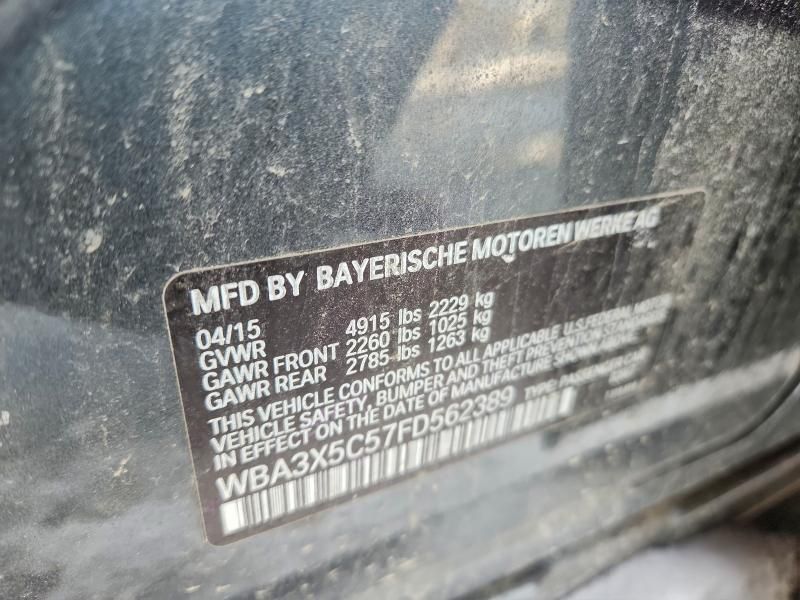 MFD BY BAYERISCHE MOTOREN WERKE AG
04/15
GVWR 4915 lbs 2229 kg
GAWR FRONT 2260 lbs 1025 kg
GAWR REAR 2785 lbs 1263 kg
THIS VEHICLE CONFORMS TO ALL APPLICABLE U.S. FEDERAL MOTOR
VEHICLE SAFETY, BUMPER AND THEFT PREVENTION STANDARDS
IN EFFECT ON THE DATE OF MANUFACTURE SHOWN ABOVE.
WBA3X5C57FD562389 TYPE: PASSENGER CAR